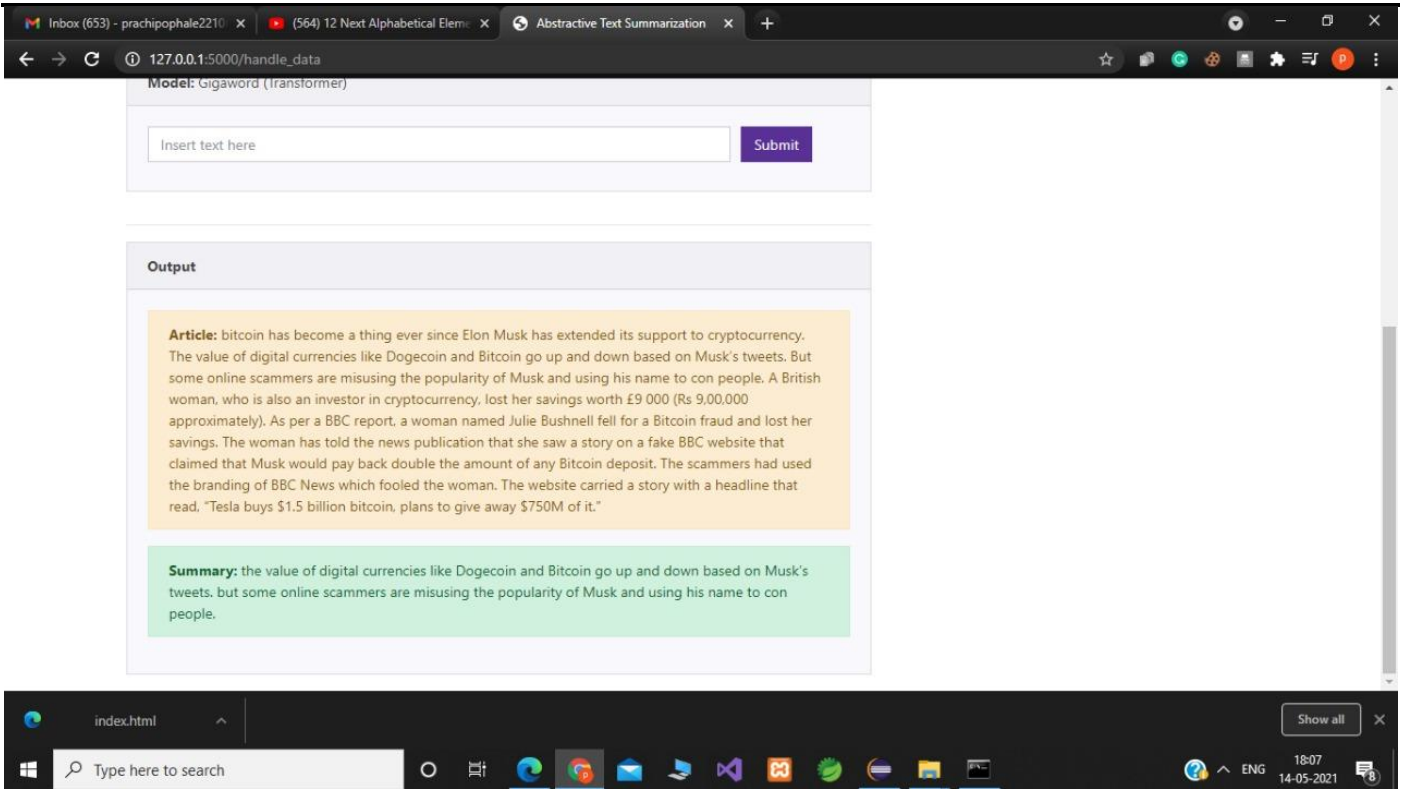 Inbox (653) - prachipophale2210 (564) 12 Next Alphabetical Eleme Abstractive Text Summarization
127.0.0.1:5000/handle_data
Model: Gigaword (Transformer)
Insert text here Submit
Output
Article: bitcoin has become a thing ever since Elon Musk has extended its support to cryptocurrency.
The value of digital currencies like Dogecoin and Bitcoin go up and down based on Musk's tweets. But
some online scammers are misusing the popularity of Musk and using his name to con people. A British
woman, who is also an investor in cryptocurrency, lost her savings worth £9 000 (Rs 9,00,000
approximately). As per a BBC report, a woman named Julie Bushnell fell for a Bitcoin fraud and lost her
savings. The woman has told the news publication that she saw a story on a fake BBC website that
claimed that Musk would pay back double the amount of any Bitcoin deposit. The scammers had used
the branding of BBC News which fooled the woman. The website carried a story with a headline that
read, "Tesla buys $1.5 billion bitcoin, plans to give away $750M of it."
Summary: the value of digital currencies like Dogecoin and Bitcoin go up and down based on Musk's
tweets. but some online scammers are misusing the popularity of Musk and using his name to con
people.
index.html Show all
Type here to search ENG 18:07
14-05-2021